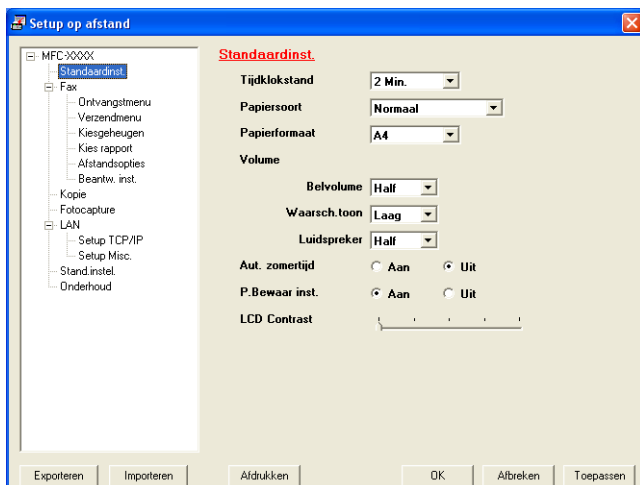 Setup op afstand
MFC-XXXX
Standaardinst.
Fax
Ontvangstmenu
Verzendmenu
Kiesgeheugen
Kies rapport
Afstandsopties
Beantw. inst.
Kopie
Fotocapture
LAN
Setup TCP/IP
Setup Misc.
Stand.instel.
Onderhoud
Standaardinst.
Tijdklokstand 2 Min.
Papiersoort Normaal
Papierformaat A4
Volume
Belvolume Half
Waarsch.toon Laag
Luidspreker Half
Aut. zomertijd Aan Uit
P.Bewaar inst. Aan Uit
LCD Contrast
Exporteren Importeren Afdrukken OK Afbreken Toepassen